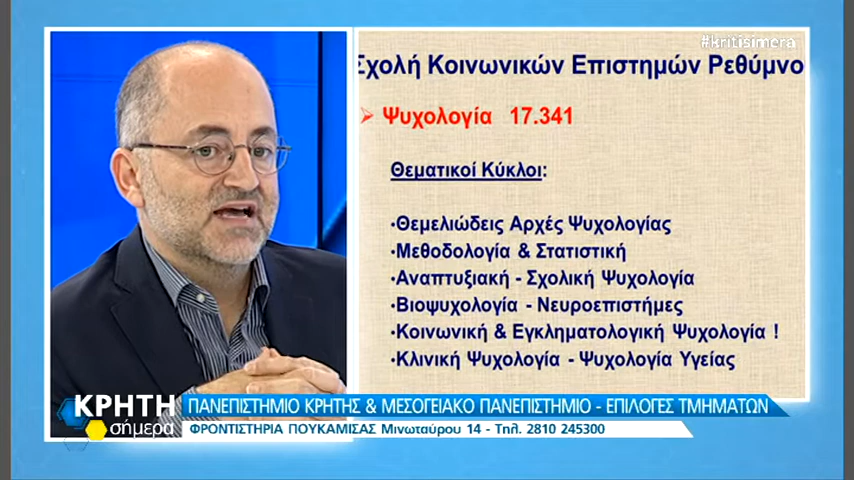 #kritisimera
Σχολή Κοινωνικών Επιστημών Ρεθύμνο
➢ Ψυχολογία 17.341
Θεματικοί Κύκλοι:
•Θεμελιώδεις Αρχές Ψυχολογίας
•Μεθοδολογία & Στατιστική
•Αναπτυξιακή - Σχολική Ψυχολογία
•Βιοψυχολογία - Νευροεπιστήμες
•Κοινωνική & Εγκληματολογική Ψυχολογία !
•Κλινική Ψυχολογία - Ψυχολογία Υγείας
ΚΡΗΤΗ
σήμερα
ΠΑΝΕΠΙΣΤΗΜΙΟ ΚΡΗΤΗΣ & ΜΕΣΟΓΕΙΑΚΟ ΠΑΝΕΠΙΣΤΗΜΙΟ - ΕΠΙΛΟΓΕΣ ΤΜΗΜΑΤΩΝ
ΦΡΟΝΤΙΣΤΗΡΙΑ ΠΟΥΚΑΜΙΣΑΣ Μινωταύρου 14 - Τηλ. 2810 245300